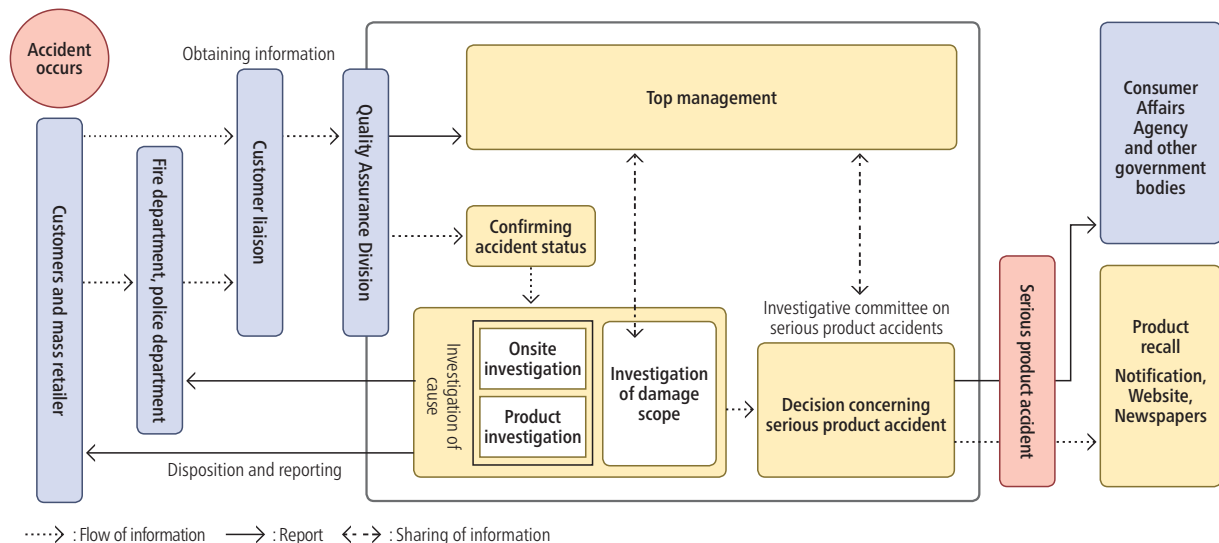 Accident
occurs
Obtaining information
Customers and mass retailer
Fire department, police department
Customer liaison
Quality Assurance Division
Top management
Confirming
accident status
Investigation of
cause
Onsite
investigation
Product
investigation
Investigation
of damage
scope
Investigative committee on
serious product accidents
Decision concerning
serious product accident
Serious product accident
Consumer
Affairs
Agency
and other
government
bodies
Product
recall
Notification,
Website,
Newspapers
Disposition and reporting
: Flow of information
: Report
: Sharing of information